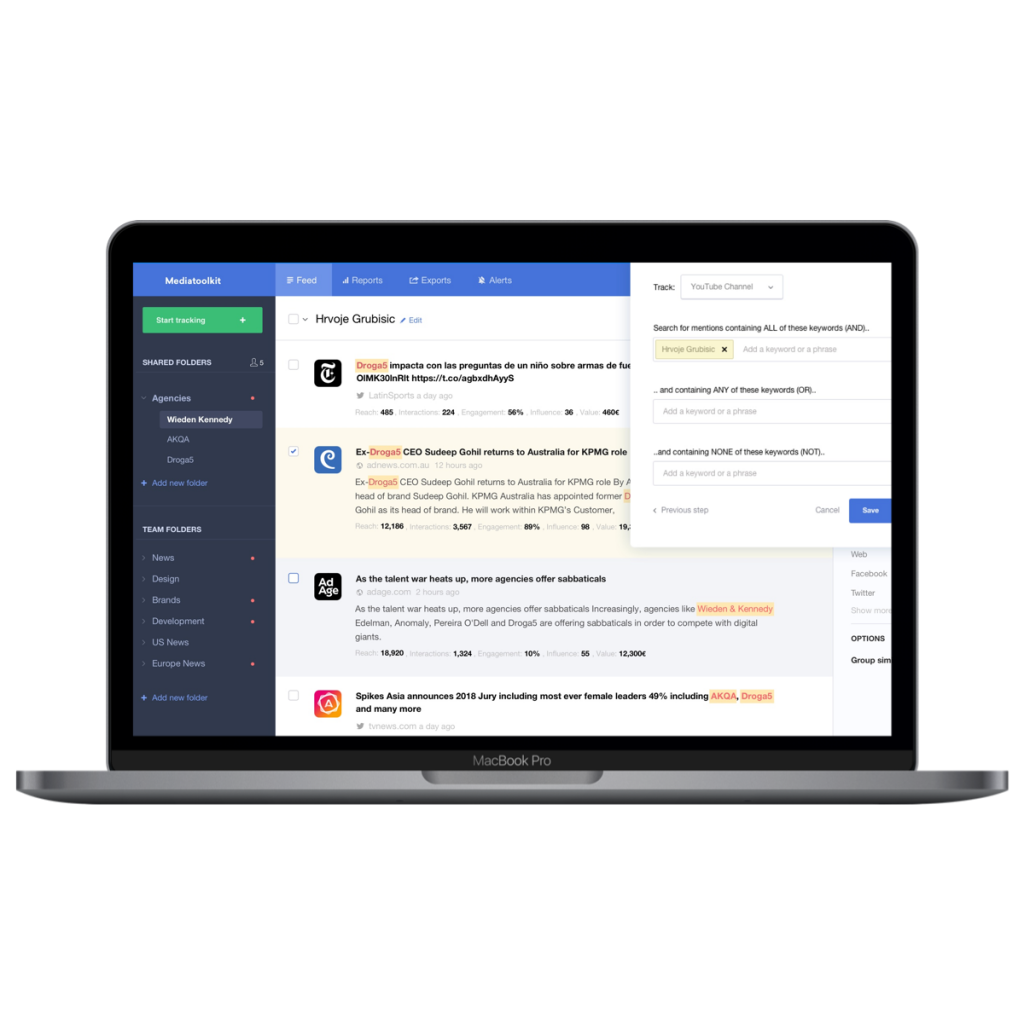 Mediatoolkit
Feed
Reports
Exports
Alerts
Start tracking +
SHARED FOLDERS 5
Agencies
Wieden Kennedy
AKQA
Droga5
+ Add new folder
TEAM FOLDERS
News
Design
Brands
Development
US News
Europe News
+ Add new folder
Hrvoje Grubisic Edit
Droga5 impacta con las preguntas de un niño sobre armas de fue
OIMK30InRlt https://t.co/agbxdhAyyS
LatinSports a day ago
Reach: 485 , Interactions: 224 , Engagement: 56% , Influence: 36 , Value: 460€
Ex-Droga5 CEO Sudeep Gohil returns to Australia for KPMG role
adnews.com.au 12 hours ago
Ex-Droga5 CEO Sudeep Gohil returns to Australia for KPMG role By A
head of brand Sudeep Gohil. KPMG Australia has appointed former D
Gohil as its head of brand. He will work within KPMG's Customer,
Reach: 12,186 , Interactions: 3,567 , Engagement: 89% , Influence: 98 , Value: 19,
Ad
Age
As the talent war heats up, more agencies offer sabbaticals
adage.com 2 hours ago
As the talent war heats up, more agencies offer sabbaticals Increasingly, agencies like Wieden & Kennedy
Edelman, Anomaly, Pereira O'Dell and Droga5 are offering sabbaticals in order to compete with digital
giants.
Reach: 18,920 , Interactions: 1,324 , Engagement: 10% , Influence: 55 , Value: 12,300€
A
Spikes Asia announces 2018 Jury including most ever female leaders 49% including AKQA, Droga5
and many more
tvnews.com a day ago
Track: YouTube Channel
Search for mentions containing ALL of these keywords (AND)..
Hrvoje Grubisic × Add a keyword or a phrase
.. and containing ANY of these keywords (OR)..
Add a keyword or a phrase
..and containing NONE of these keywords (NOT)..
Add a keyword or a phrase
‹ Previous step
Cancel
Save
Web
Facebook
Twitter
Show more
OPTIONS
Group sim
MacBook Pro